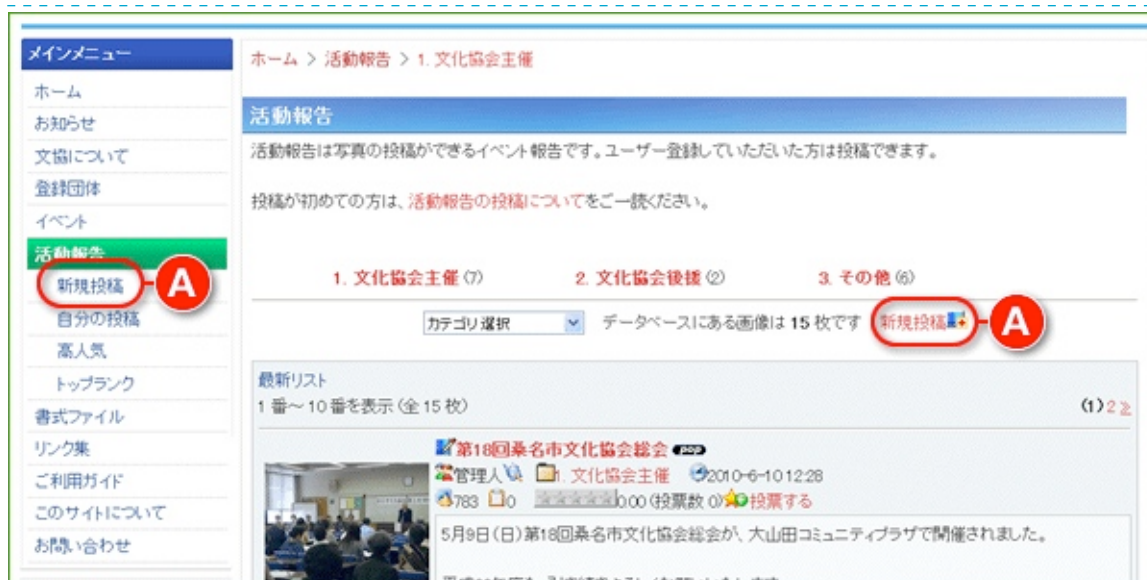 メインメニュー
ホーム
お知らせ
文協について
登録団体
イベント
活動報告
新規投稿
A
自分の投稿
高人気
トップランク
書式ファイル
リンク集
ご利用ガイド
このサイトについて
お問い合わせ
ホーム > 活動報告 > 1. 文化協会主催
活動報告
活動報告は写真の投稿ができるイベント報告です。ユーザー登録していただいた方は投稿できます。
投稿が初めての方は、活動報告の投稿についてをご一読ください。
1. 文化協会主催 (7) 2. 文化協会後援 (2) 3. その他 (6)
カテゴリ選択 データベースにある画像は 15 枚です 新規投稿 A
最新リスト
1 番～ 10 番を表示 (全 15 枚) (1) 2 »
第18回桑名市文化協会総会 pop
管理人 1. 文化協会主催 2010-6-10 12:28
783 0 0.00 (投票数 0) 投票する
5月9日(日)第18回桑名市文化協会総会が、大山田コミュニティプラザで開催されました。